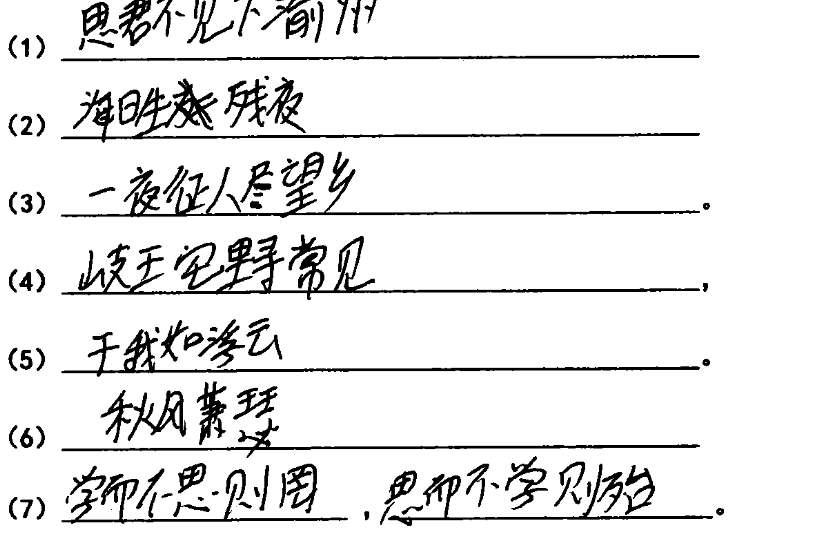 (1) 思君不见下渝州
(2) 海日生残夜
(3) 一夜征人尽望乡。
(4) 岐王宅里寻常见，
(5) 于我如浮云。
(6) 秋风萧瑟
(7) 学而不思则罔，思而不学则殆。